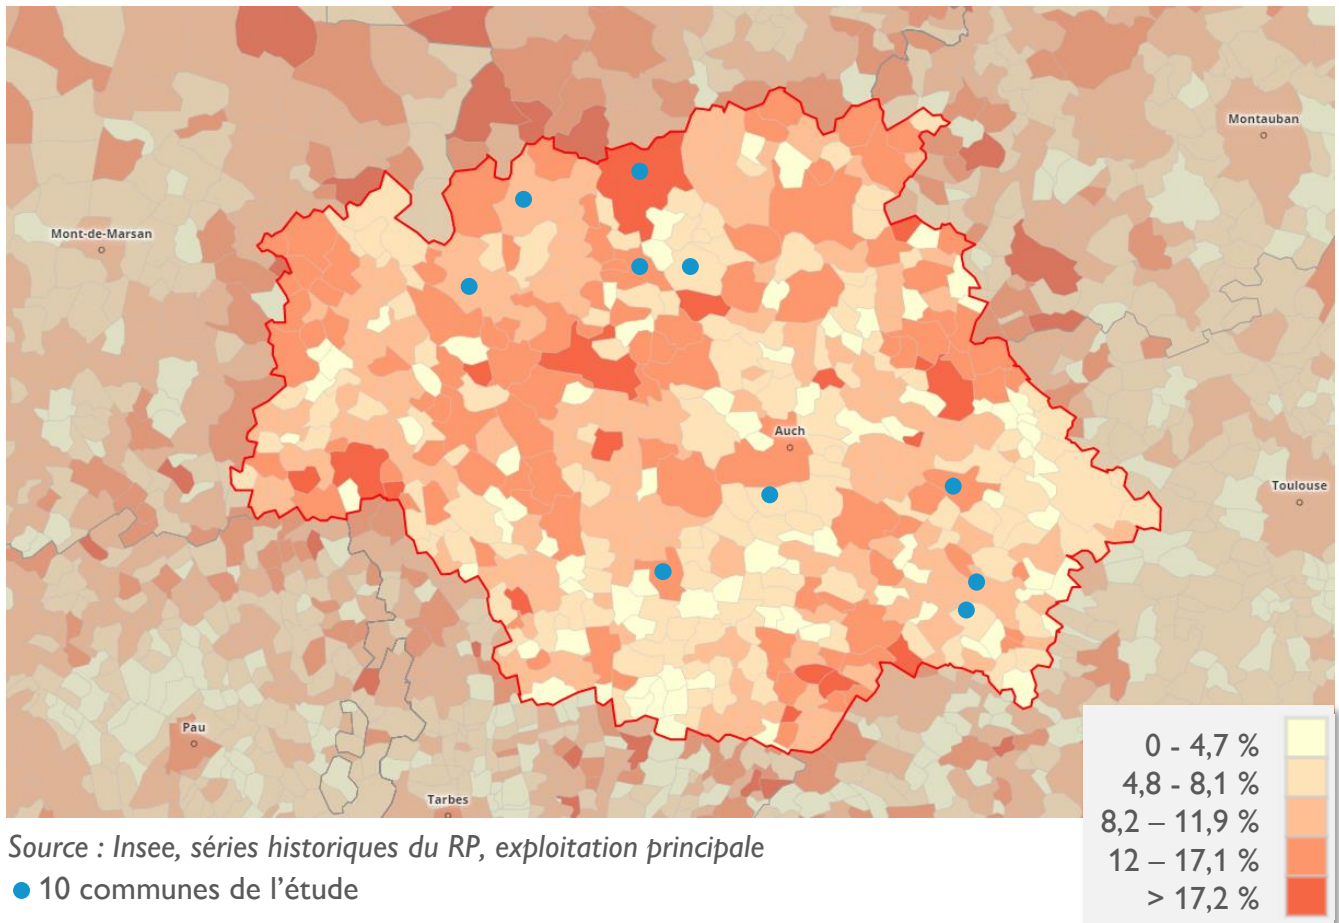 Montauban
Mont-de-Marsan
Auch
Toulouse
Pau
Tarbes
0 - 4,7 %
4,8 - 8,1 %
8,2 – 11,9 %
12 – 17,1 %
> 17,2 %
Source : Insee, séries historiques du RP, exploitation principale
10 communes de l’étude